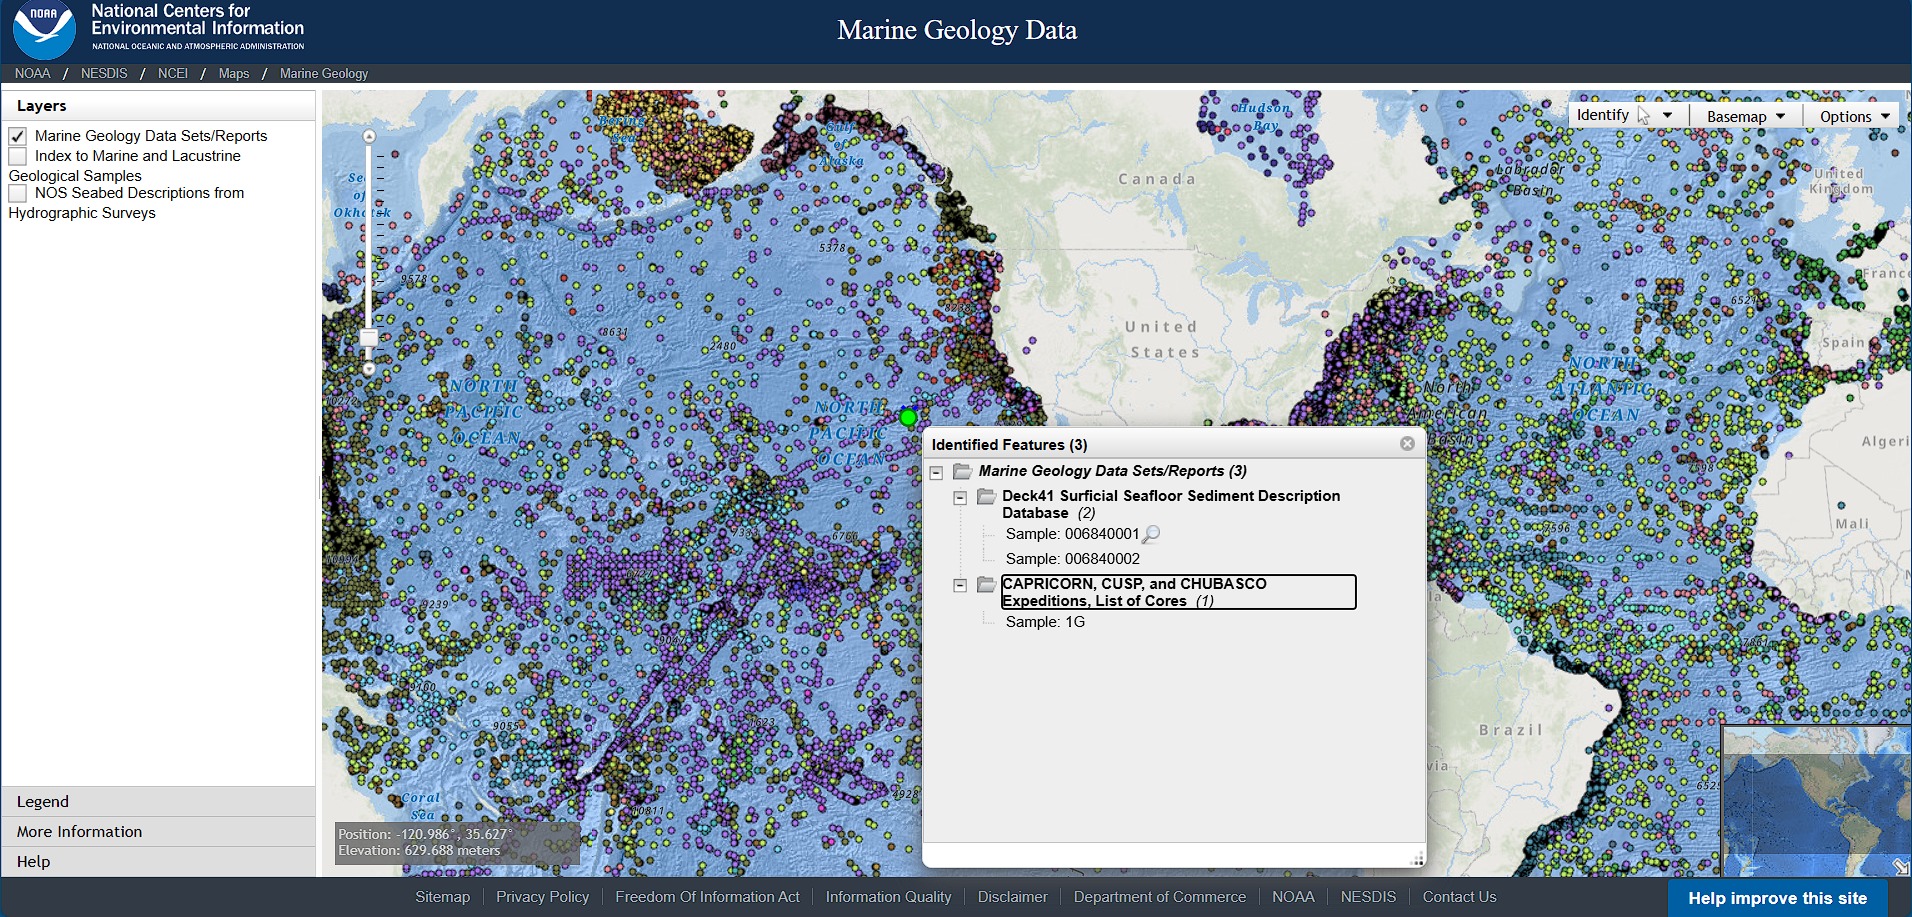 NOAA
National Centers for
Environmental Information
NATIONAL OCEANIC AND ATMOSPHERIC ADMINISTRATION
Marine Geology Data
NOAA / NESDIS / NCEI / Maps / Marine Geology
Layers
Marine Geology Data Sets/Reports
Index to Marine and Lacustrine
Geological Samples
NOS Seabed Descriptions from
Hydrographic Surveys
Legend
More Information
Help
Identify
Basemap
Options
Bering
Sea
Gulf
of
Alaska
Hudson
Bay
Canada
Labrador
Basin
United
Kingdom
of
Okhotsk
5378
9578
8631
2480
6521
France
Spain
United
States
NORTH
PACIFIC
OCEAN
NORTH
PACIFIC
OCEAN
North
American
Basin
NORTH
ATLANTIC
OCEAN
10272
Algeri
7598
Mali
7596
7333
6766
9239
9047
7861
9160
9055
7623
4928
10811
6525
Coral
Sea
Brazil
via
Identified Features (3)
Marine Geology Data Sets/Reports (3)
Deck41 Surficial Seafloor Sediment Description
Database (2)
Sample: 006840001
Sample: 006840002
CAPRICORN, CUSP, and CHUBASCO
Expeditions, List of Cores (1)
Sample: 1G
Position: -120.986°, 35.627°
Elevation: 629.688 meters
Sitemap
Privacy Policy
Freedom Of Information Act
Information Quality
Disclaimer
Department of Commerce
NOAA
NESDIS
Contact Us
Help improve this site